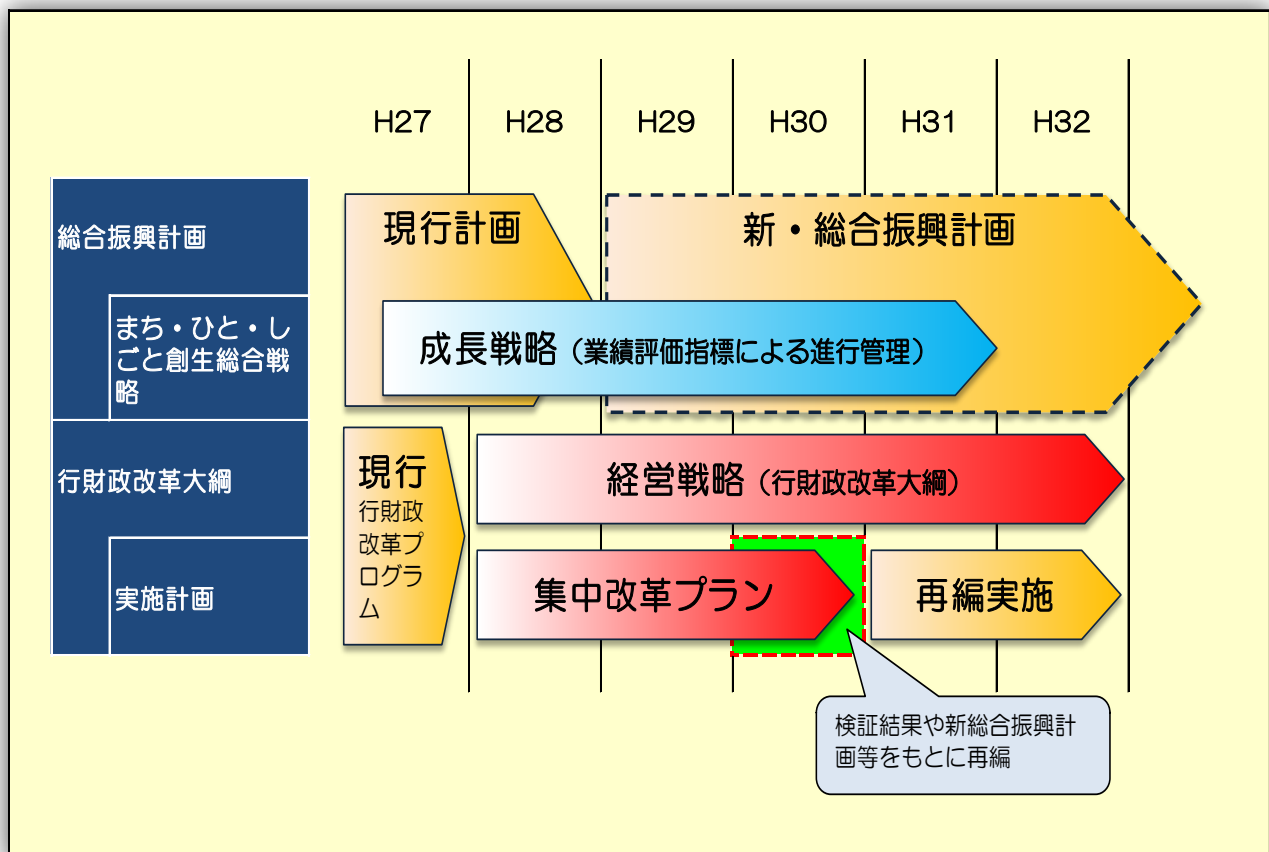 H27 H28 H29 H30 H31 H32
総合振興計画
現行計画
新・総合振興計画
まち・ひと・し
ごと創生総合戦
略
成長戦略（業績評価指標による進行管理）
行財政改革大綱
現行
行財政
改革プ
ログラ
ム
経営戦略（行財政改革大綱）
実施計画
集中改革プラン
再編実施
検証結果や新総合振興計
画等をもとに再編